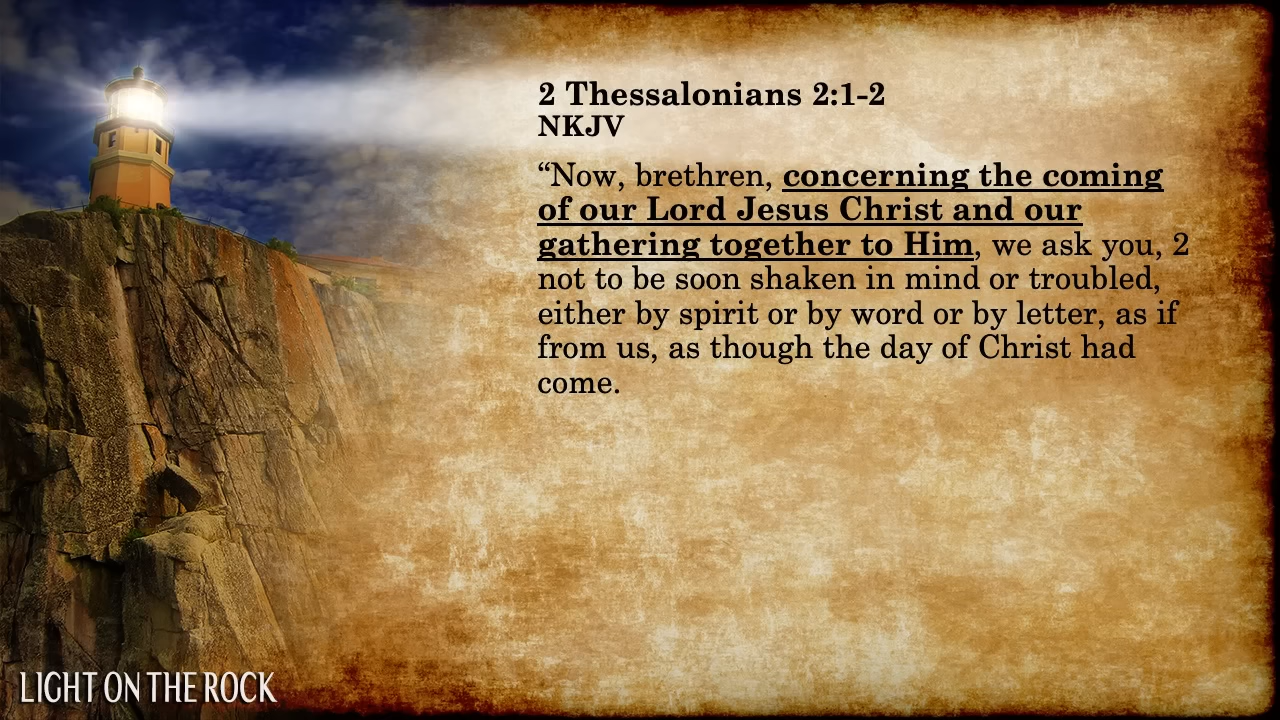 2 Thessalonians 2:1-2
NKJV
“Now, brethren, concerning the coming
of our Lord Jesus Christ and our
gathering together to Him, we ask you, 2
not to be soon shaken in mind or troubled,
either by spirit or by word or by letter, as if
from us, as though the day of Christ had
come.
LIGHT ON THE ROCK